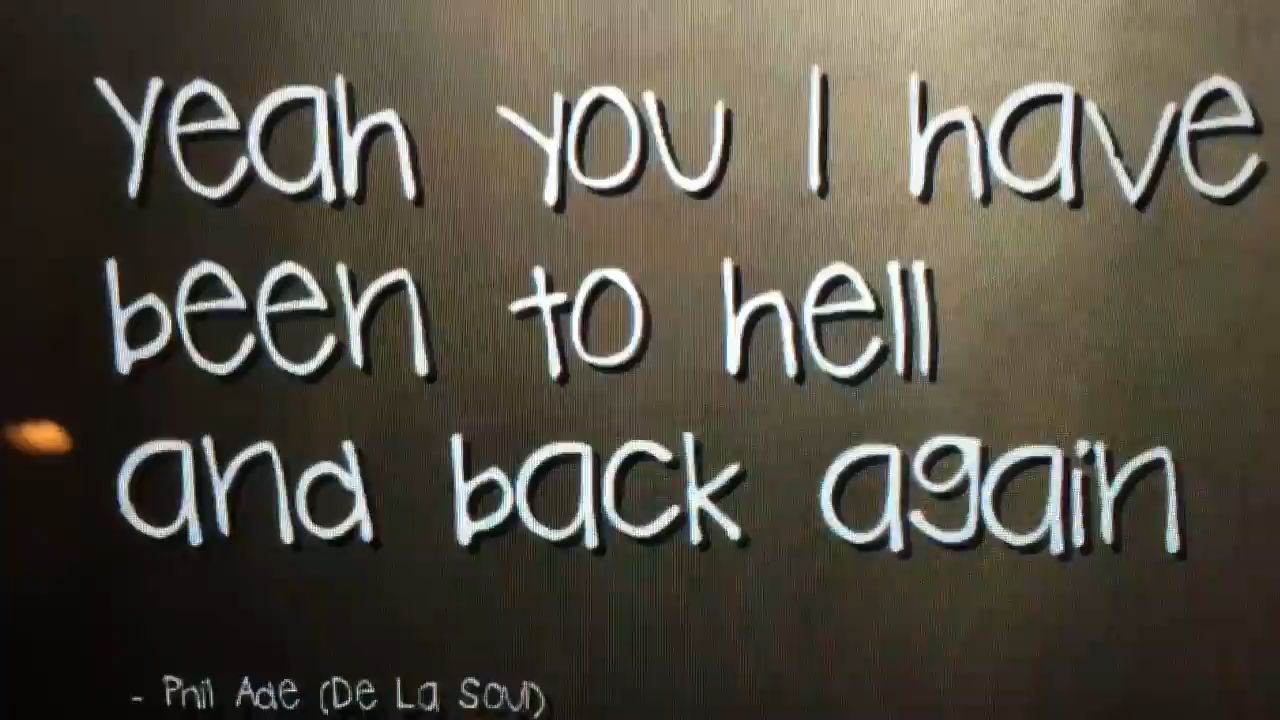 yeah you I have
been to hell
and back again
- Phil Ade (De La Soul)